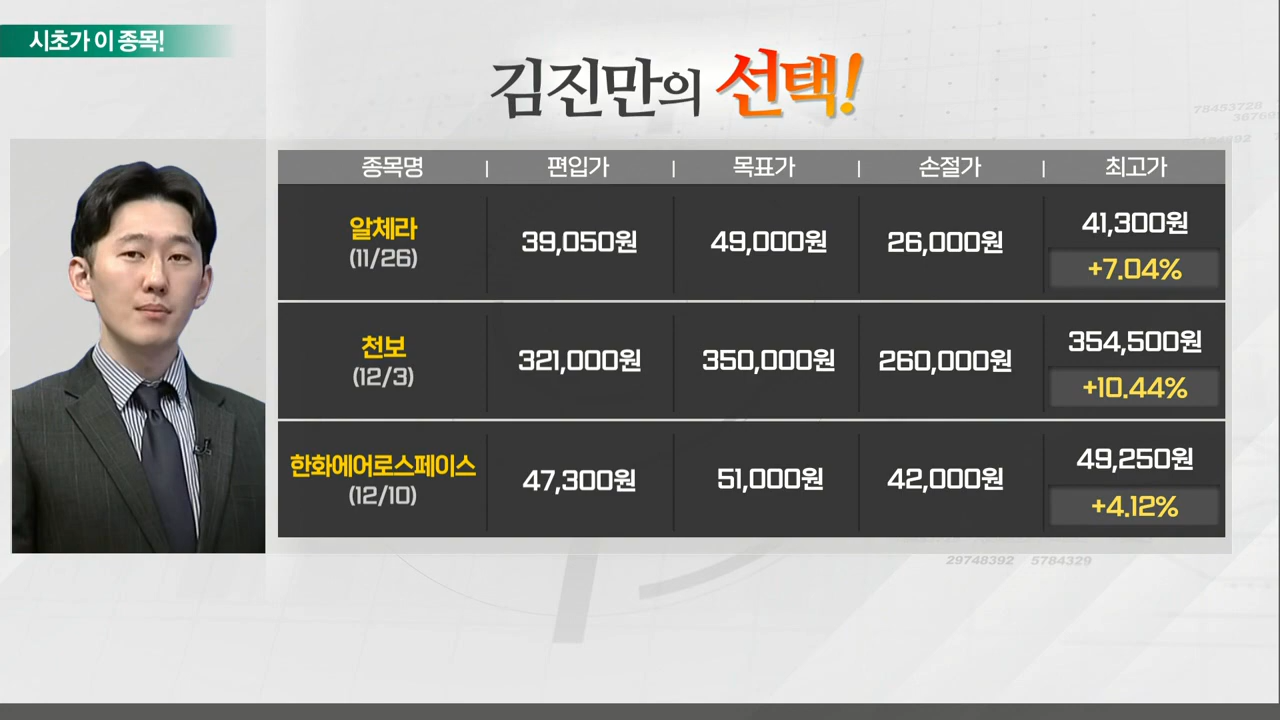 시초가 이 종목!
김진만의 선택!
종목명 | 편입가 | 목표가 | 손절가 | 최고가
알체라
(11/26)
39,050원
49,000원
26,000원
41,300원
+7.04%
천보
(12/3)
321,000원
350,000원
260,000원
354,500원
+10.44%
한화에어로스페이스
(12/10)
47,300원
51,000원
42,000원
49,250원
+4.12%
78453728
29748392 5784329